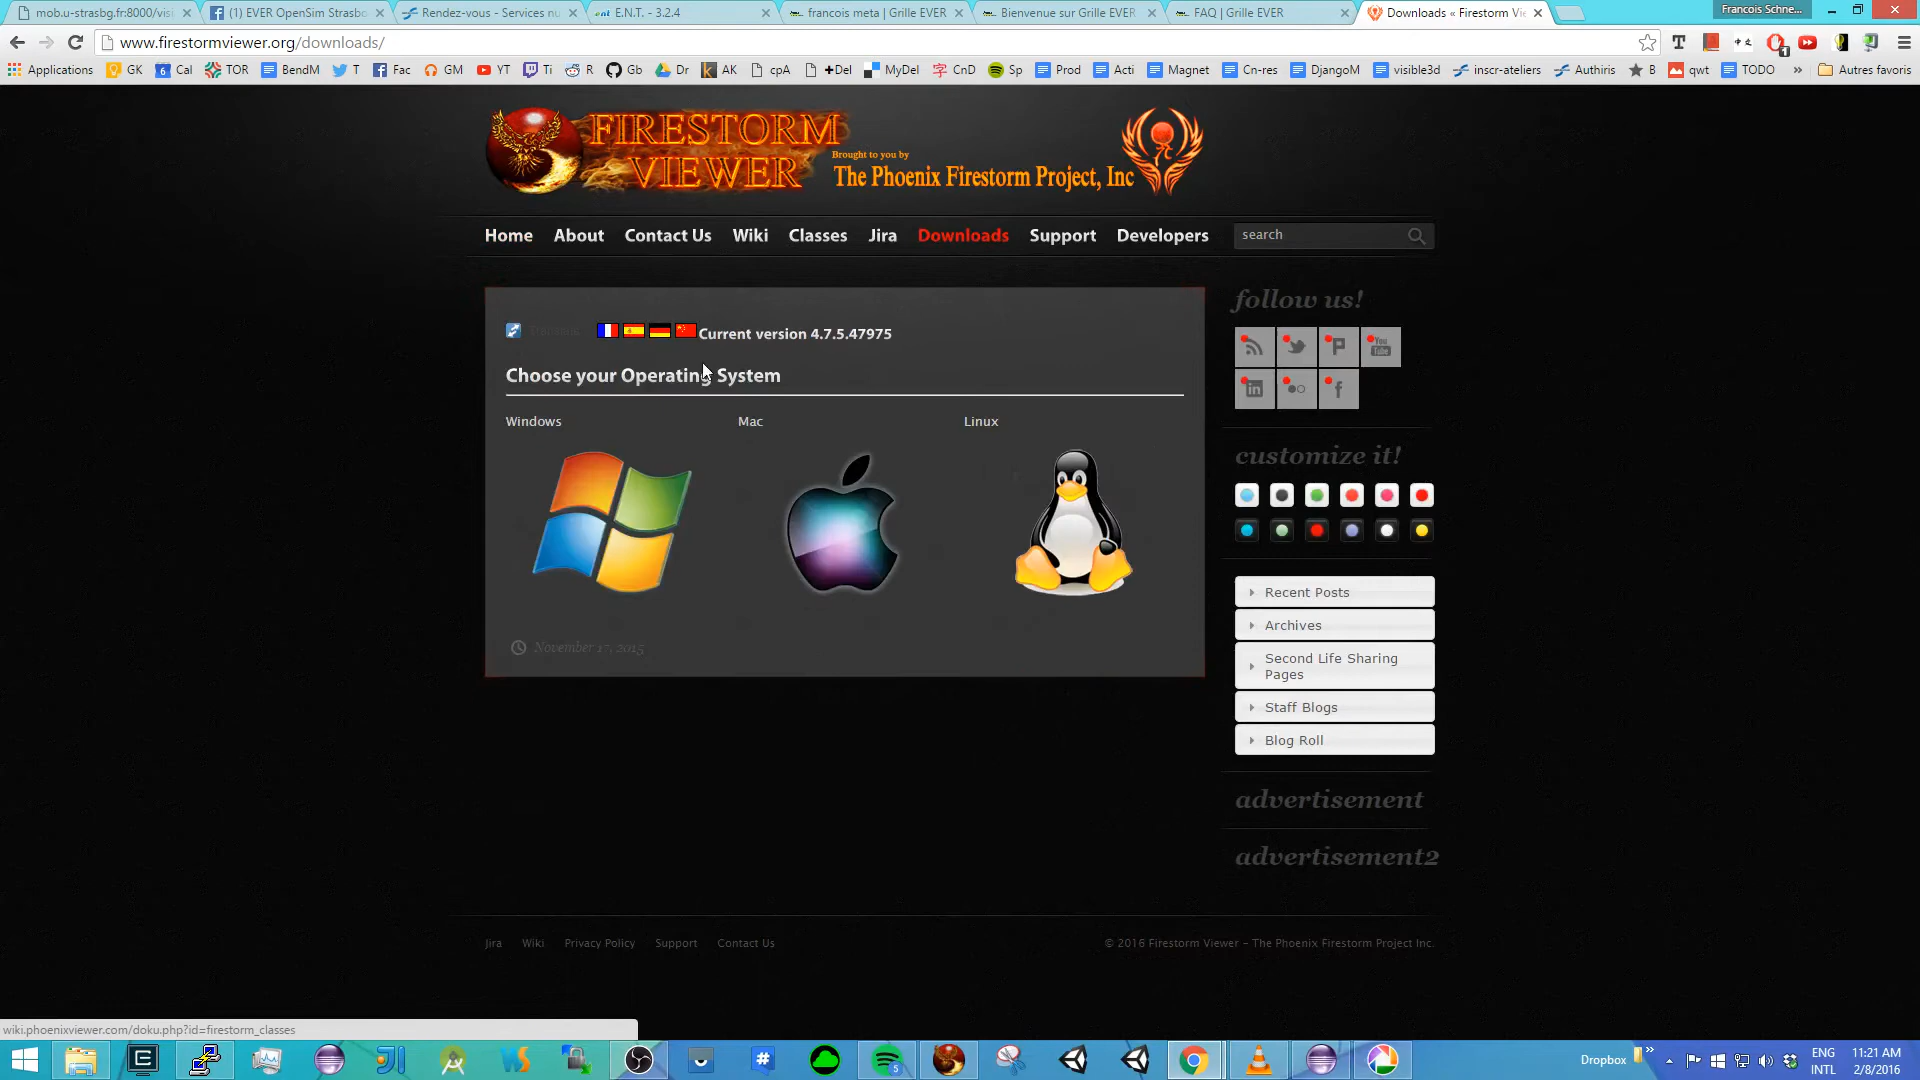 mob.u-strasbg.fr:8000/visi
(1) EVER OpenSim Strasbo
Rendez-vous - Services nu
E.N.T. - 3.2.4
francois meta | Grille EVER
Bienvenue sur Grille EVER
FAQ | Grille EVER
Downloads « Firestorm Vi
Francois Schne...
www.firestormviewer.org/downloads/
Applications GK Cal TOR BendM T Fac GM YT Ti R Gb Dr AK cpA +Del MyDel CnD Sp Prod Acti Magnet Cn-res DjangoM visible3d inscr-ateliers Authiris B qwt TODO » Autres favoris
FIRESTORM
VIEWER
Brought to you by
The Phoenix Firestorm Project, Inc
Home About Contact Us Wiki Classes Jira Downloads Support Developers search
Translate Current version 4.7.5.47975
Choose your Operating System
Windows Mac Linux
November 17, 2015
follow us!
You Tube
customize it!
Recent Posts
Archives
Second Life Sharing
Pages
Staff Blogs
Blog Roll
advertisement
advertisement2
Jira Wiki Privacy Policy Support Contact Us
© 2016 Firestorm Viewer – The Phoenix Firestorm Project Inc.
wiki.phoenixviewer.com/doku.php?id=firestorm_classes
Dropbox
ENG
INTL
11:21 AM
2/8/2016